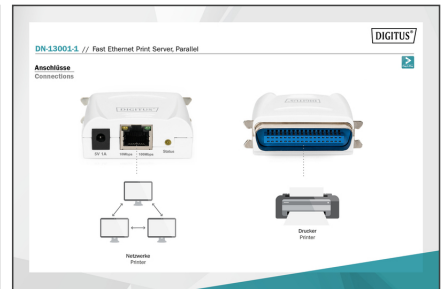 DIGITUS®
DN-13001-1 // Fast Ethernet Print Server, Parallel
Anschlüsse
Connections
DIGITUS
5V 1A
10Mbps
100Mbps
Status
Netzwerke
Printer
Drucker
Printer